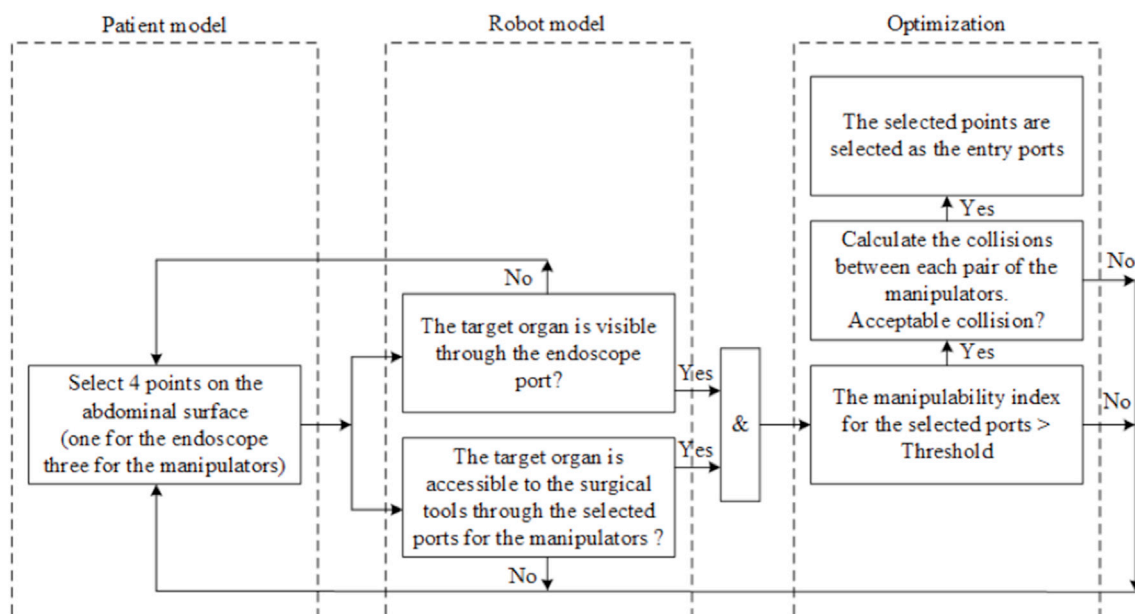 Patient model
Robot model
Optimization
Select 4 points on the
abdominal surface
(one for the endoscope
three for the manipulators)
No
The target organ is visible
through the endoscope
port?
Yes
The target organ is
accessible to the surgical
tools through the selected
ports for the manipulators ?
Yes
No
&
The selected points are
selected as the entry ports
Yes
Calculate the collisions
between each pair of the
manipulators.
Acceptable collision?
No
Yes
The manipulability index
for the selected ports >
Threshold
No